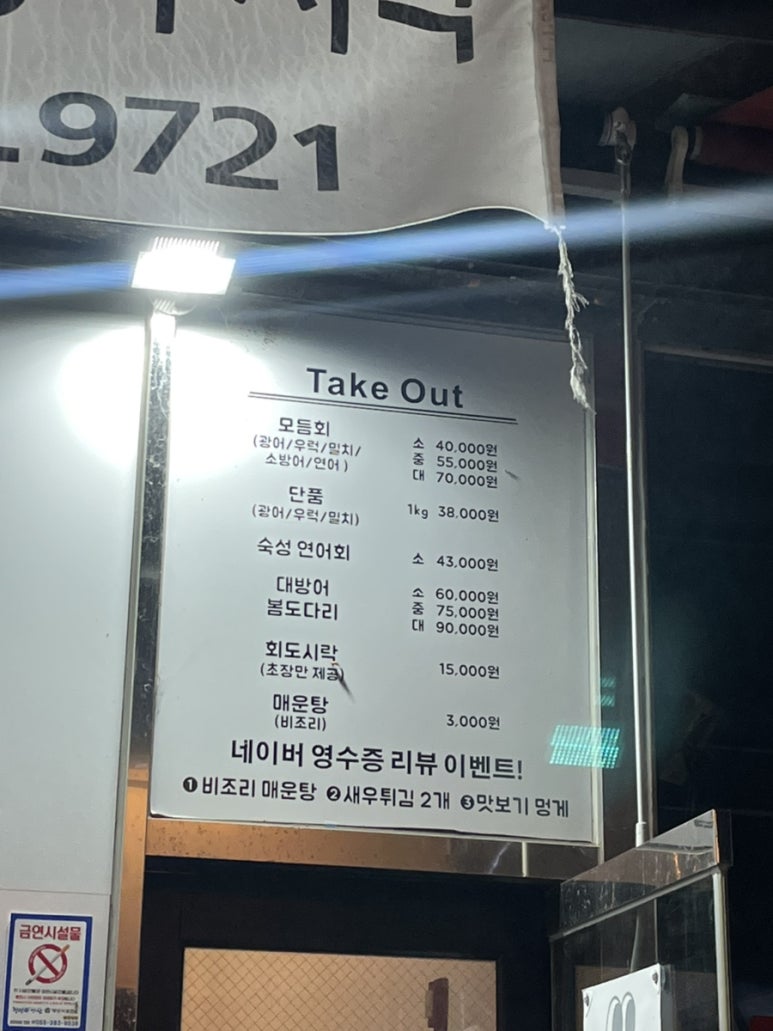 9721
Take Out
모듬회
(광어/우럭/밀치/
소방어/연어)
소 40,000원
중 55,000원
대 70,000원
단품
(광어/우럭/밀치)
1kg 38,000원
숙성 연어회
소 43,000원
대방어
봄도다리
소 60,000원
중 75,000원
대 90,000원
회도시락
(초장만 제공)
15,000원
매운탕
(비조리)
3,000원
네이버 영수증 리뷰 이벤트!
❶비조리 매운탕 ❷새우튀김 2개 ❸맛보기 멍게
금연시설물